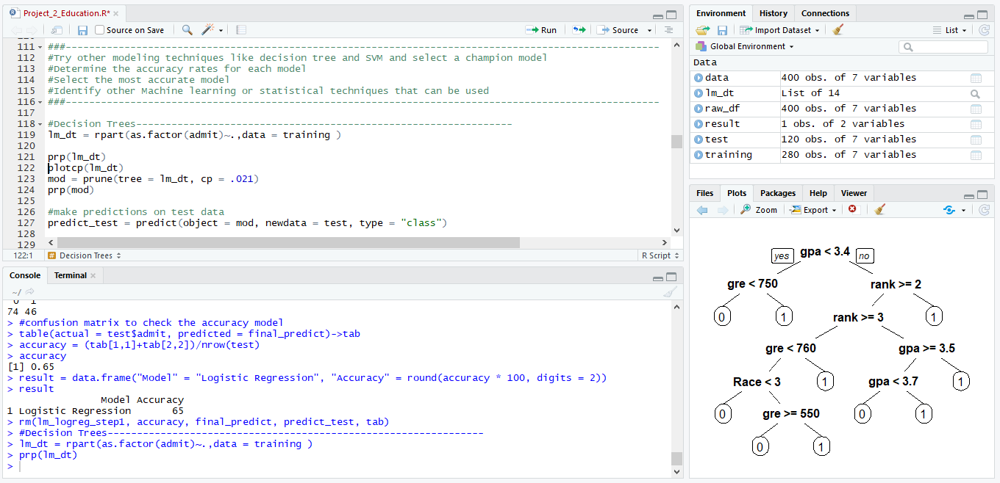 Project_2_Education.R*
Source on Save
Run
Source
111 ###
112 #Try other modeling techniques like decision tree and SVM and select a champion model
113 #Determine the accuracy rates for each model
114 #Select the most accurate model
115 #Identify other Machine learning or statistical techniques that can be used
116 ###-----------------------------------------------------------------------------------------------------
117
118 #Decision Trees----------------------------------------------------------------
119 lm_dt = rpart(as.factor(admit)~.,data = training )
120
121 prp(lm_dt)
122 plotcp(lm_dt)
123 mod = prune(tree = lm_dt, cp = .021)
124 prp(mod)
125
126 #make predictions on test data
127 predict_test = predict(object = mod, newdata = test, type = "class")
128
129
122:1 # Decision Trees R Script
Console Terminal
~/
0 1
74 46
> #confusion matrix to check the accuracy model
> table(actual = test$admit, predicted = final_predict)->tab
> accuracy = (tab[1,1]+tab[2,2])/nrow(test)
> accuracy
[1] 0.65
> result = data.frame("Model" = "Logistic Regression", "Accuracy" = round(accuracy * 100, digits = 2))
> result
Model Accuracy
1 Logistic Regression 65
> rm(lm_logreg_step1, accuracy, final_predict, predict_test, tab)
> #Decision Trees----------------------------------------------------------------
> lm_dt = rpart(as.factor(admit)~.,data = training )
> prp(lm_dt)
>
Environment History Connections
Import Dataset List
Global Environment
Data
data 400 obs. of 7 variables
lm_dt List of 14
raw_df 400 obs. of 7 variables
result 1 obs. of 2 variables
test 120 obs. of 7 variables
training 280 obs. of 7 variables
Files Plots Packages Help Viewer
Zoom Export
yes gpa < 3.4 no
gre < 750 rank >= 2
0 1 rank >= 3 1
gre < 760 gpa >= 3.5
Race < 3 1 gpa < 3.7 1
0 gre >= 550 0 1
0 1